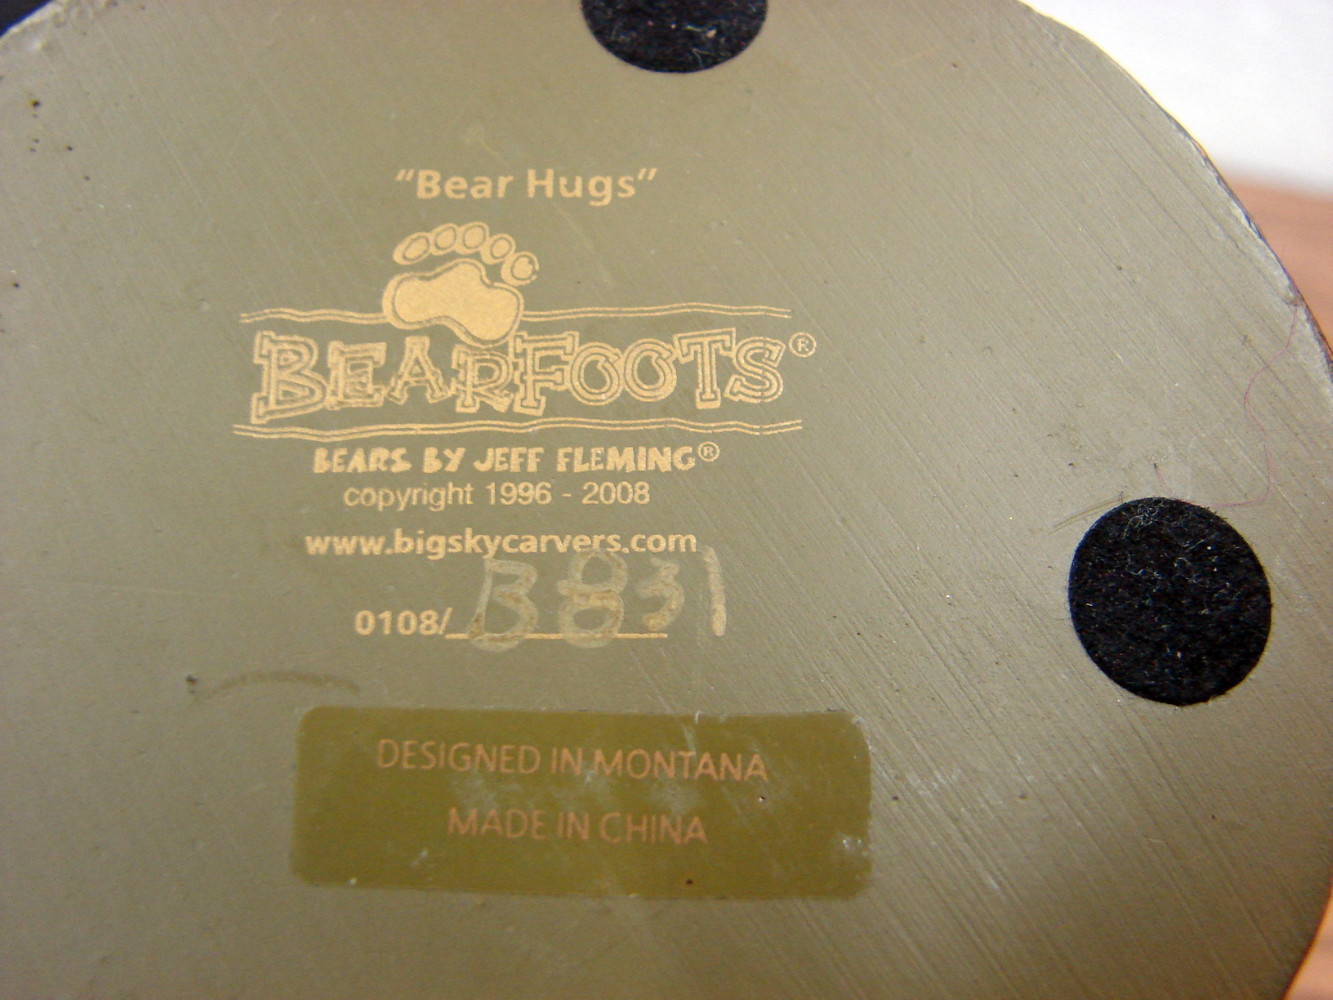 “Bear Hugs”
BEARFOOTS®
BEARS BY JEFF FLEMING®
copyright 1996 - 2008
www.bigskycarvers.com
0108/B831
DESIGNED IN MONTANA
MADE IN CHINA